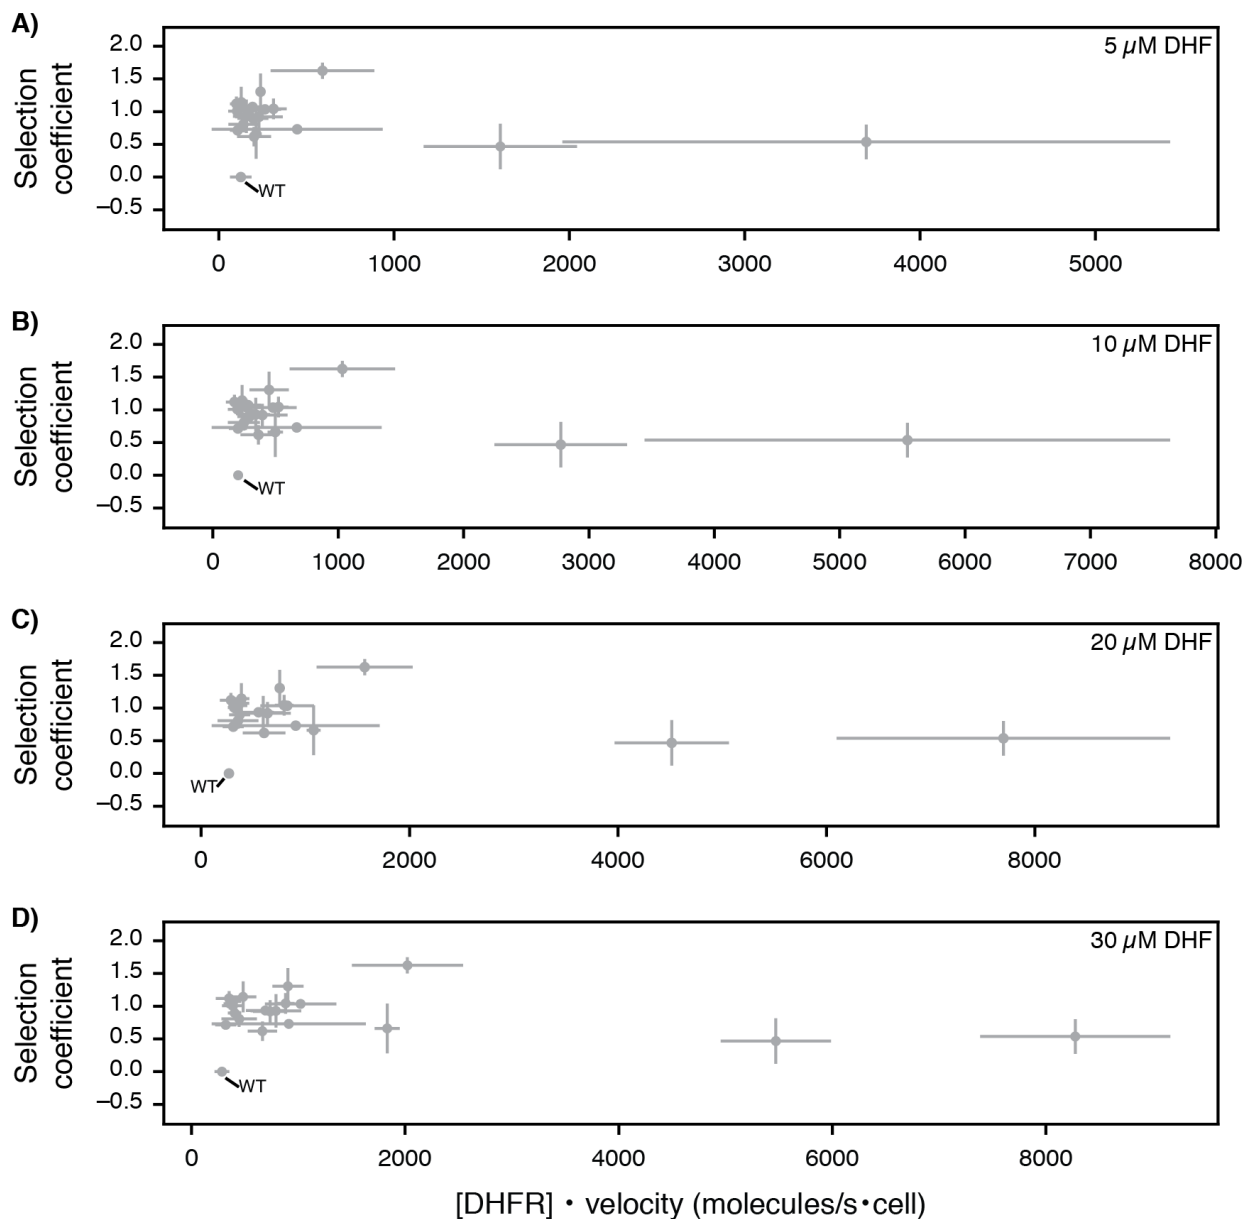 A)
5 µM DHF
Selection
coefficient
2.0
1.5
1.0
0.5
0.0
–0.5
WT
0 1000 2000 3000 4000 5000
B)
10 µM DHF
Selection
coefficient
2.0
1.5
1.0
0.5
0.0
–0.5
WT
0 1000 2000 3000 4000 5000 6000 7000 8000
C)
20 µM DHF
Selection
coefficient
2.0
1.5
1.0
0.5
0.0
–0.5
WT
0 2000 4000 6000 8000
D)
30 µM DHF
Selection
coefficient
2.0
1.5
1.0
0.5
0.0
–0.5
WT
0 2000 4000 6000 8000
[DHFR] • velocity (molecules/s•cell)